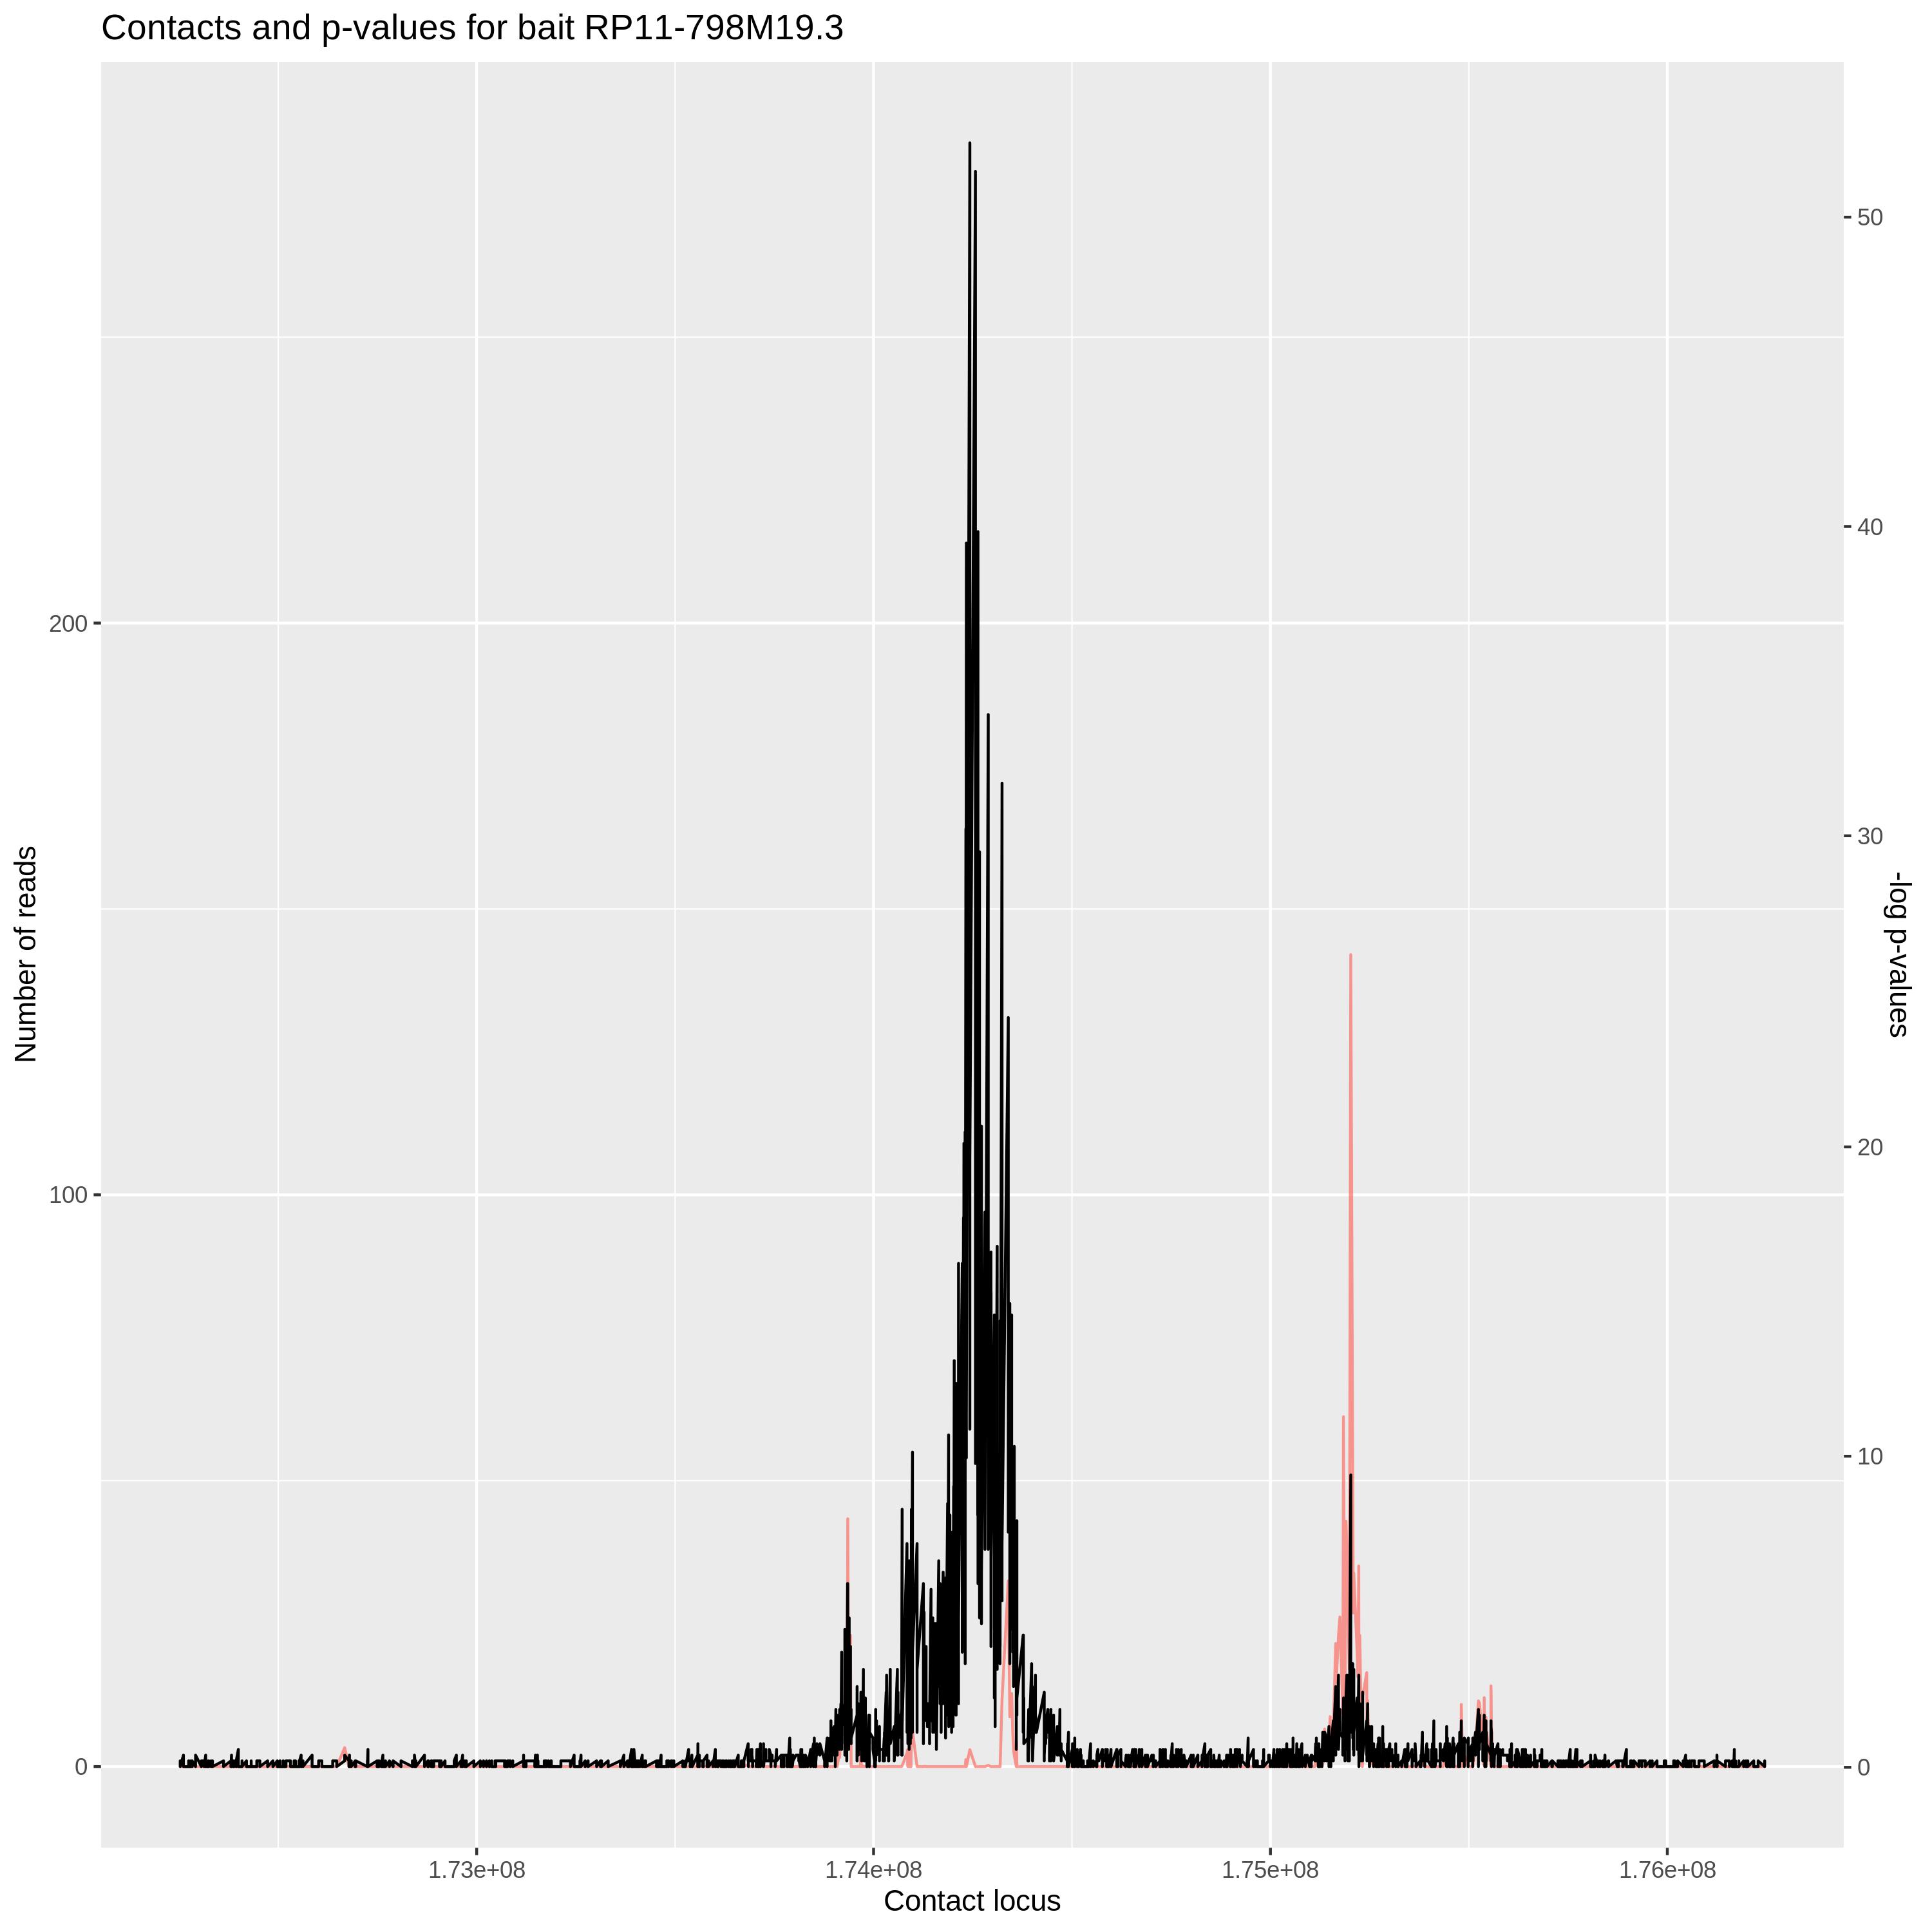 Contacts and p-values for bait RP11-798M19.3
Number of reads
200
100
0
50
40
30
20
10
0
-log p-values
1.73e+08 1.74e+08 1.75e+08 1.76e+08
Contact locus